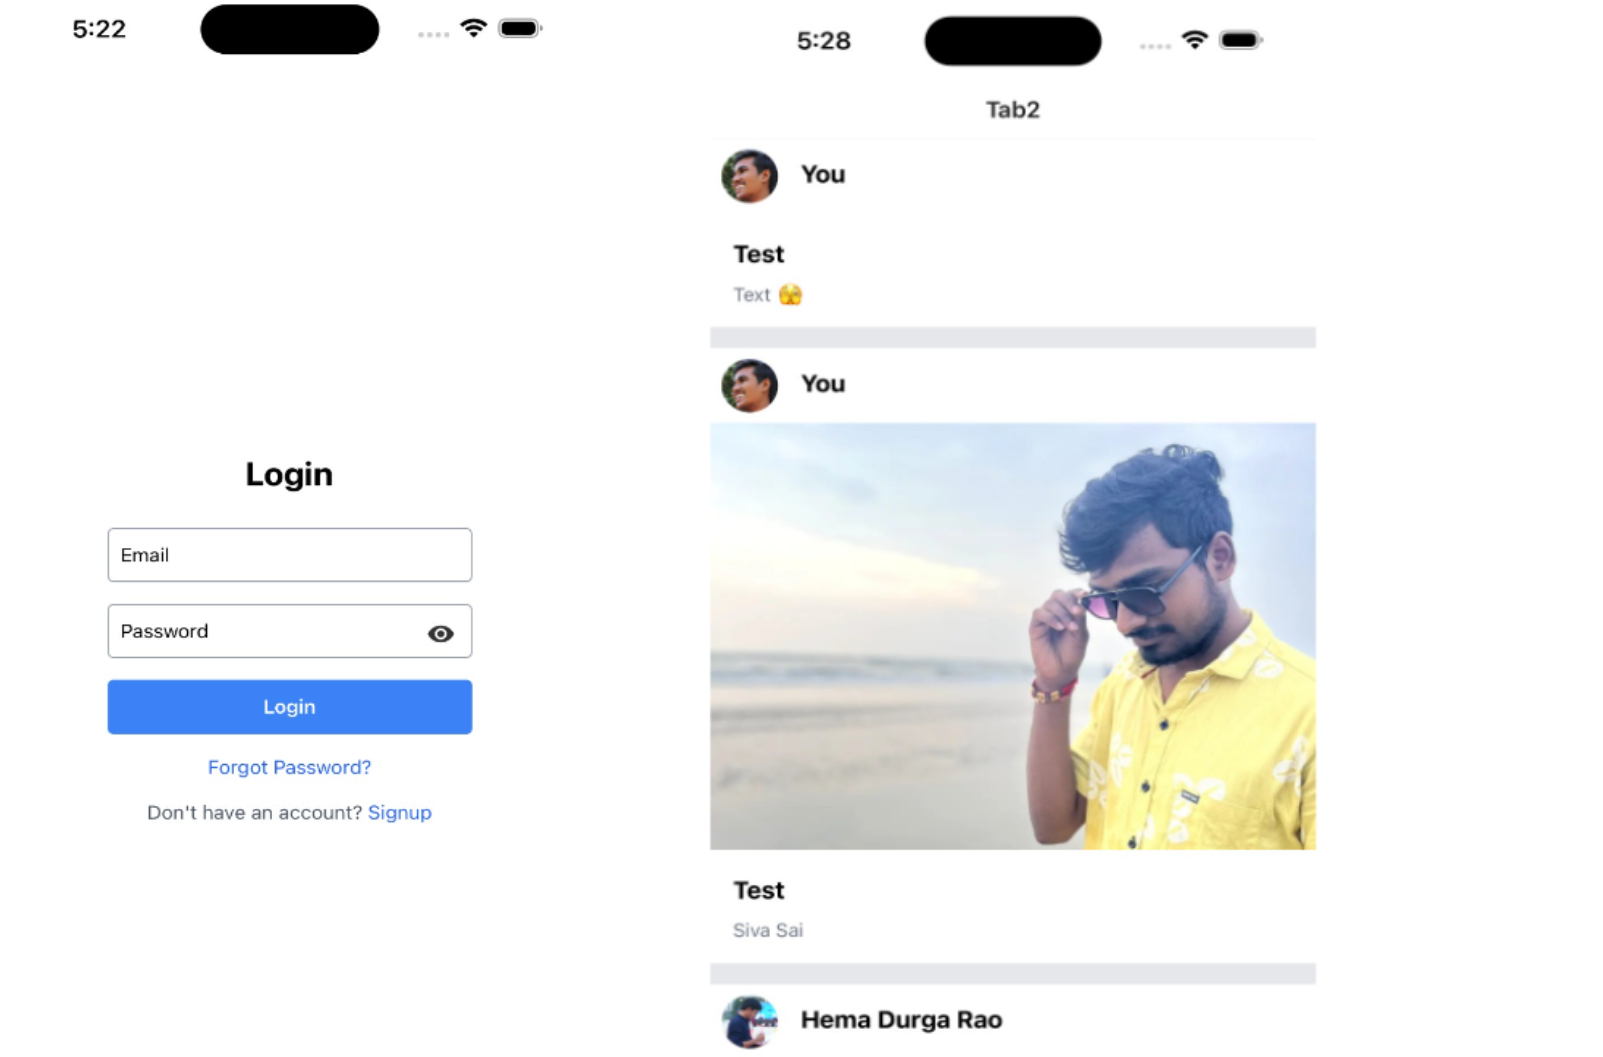 5:22
Login
Email
Password
Login
Forgot Password?
Don't have an account? Signup
5:28
Tab2
You
Test
Text 🫣
You
Test
Siva Sai
Hema Durga Rao